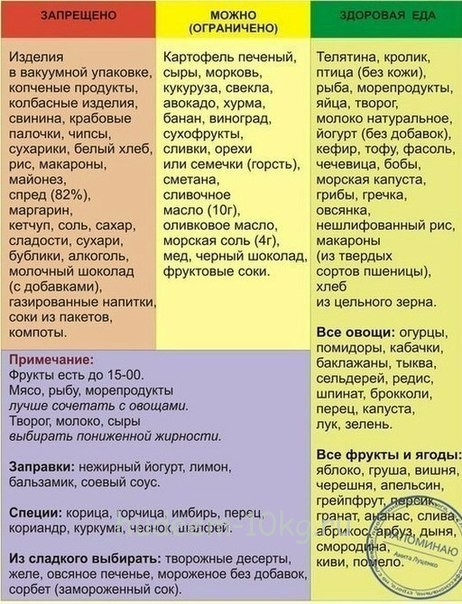 ЗАПРЕЩЕНО
Изделия
в вакуумной упаковке,
копченые продукты,
колбасные изделия,
свинина, крабовые
палочки, чипсы,
сухарики, белый хлеб,
рис, макароны,
майонез,
спред (82%),
маргарин,
кетчуп, соль, сахар,
сладости, сухари,
бублики, алкоголь,
молочный шоколад
(с добавками),
газированные напитки,
соки из пакетов,
компоты.
МОЖНО
(ОГРАНИЧЕНО)
Картофель печеный,
сыры, морковь,
кукуруза, свекла,
авокадо, хурма,
банан, виноград,
сухофрукты,
сливки, орехи
или семечки (горсть),
сметана,
сливочное
масло (10г),
оливковое масло,
морская соль (4г),
мед, черный шоколад,
фруктовые соки.
ЗДОРОВАЯ ЕДА
Телятина, кролик,
птица (без кожи),
рыба, морепродукты,
яйца, творог,
молоко натуральное,
йогурт (без добавок),
кефир, тофу, фасоль,
чечевица, бобы,
морская капуста,
грибы, гречка,
овсянка,
нешлифованный рис,
макароны
(из твердых
сортов пшеницы),
хлеб
из цельного зерна.
Все овощи: огурцы,
помидоры, кабачки,
баклажаны, тыква,
сельдерей, редис,
шпинат, брокколи,
перец, капуста,
лук, зелень.
Все фрукты и ягоды:
яблоко, груша, вишня,
черешня, апельсин,
грейпфрут, персик,
гранат, ананас, слива,
абрикос, арбуз, дыня,
смородина,
киви, помело.
Примечание:
Фрукты есть до 15-00.
Мясо, рыбу, морепродукты
лучше сочетать с овощами.
Творог, молоко, сыры
выбирать пониженной жирности.
Заправки: нежирный йогурт, лимон,
бальзамик, соевый соус.
Специи: корица, горчица, имбирь, перец,
кориандр, куркума, чеснок, шалфей.
Из сладкого выбирать: творожные десерты,
желе, овсяное печенье, мороженое без добавок,
сорбет (замороженный сок).
Анита Луценко